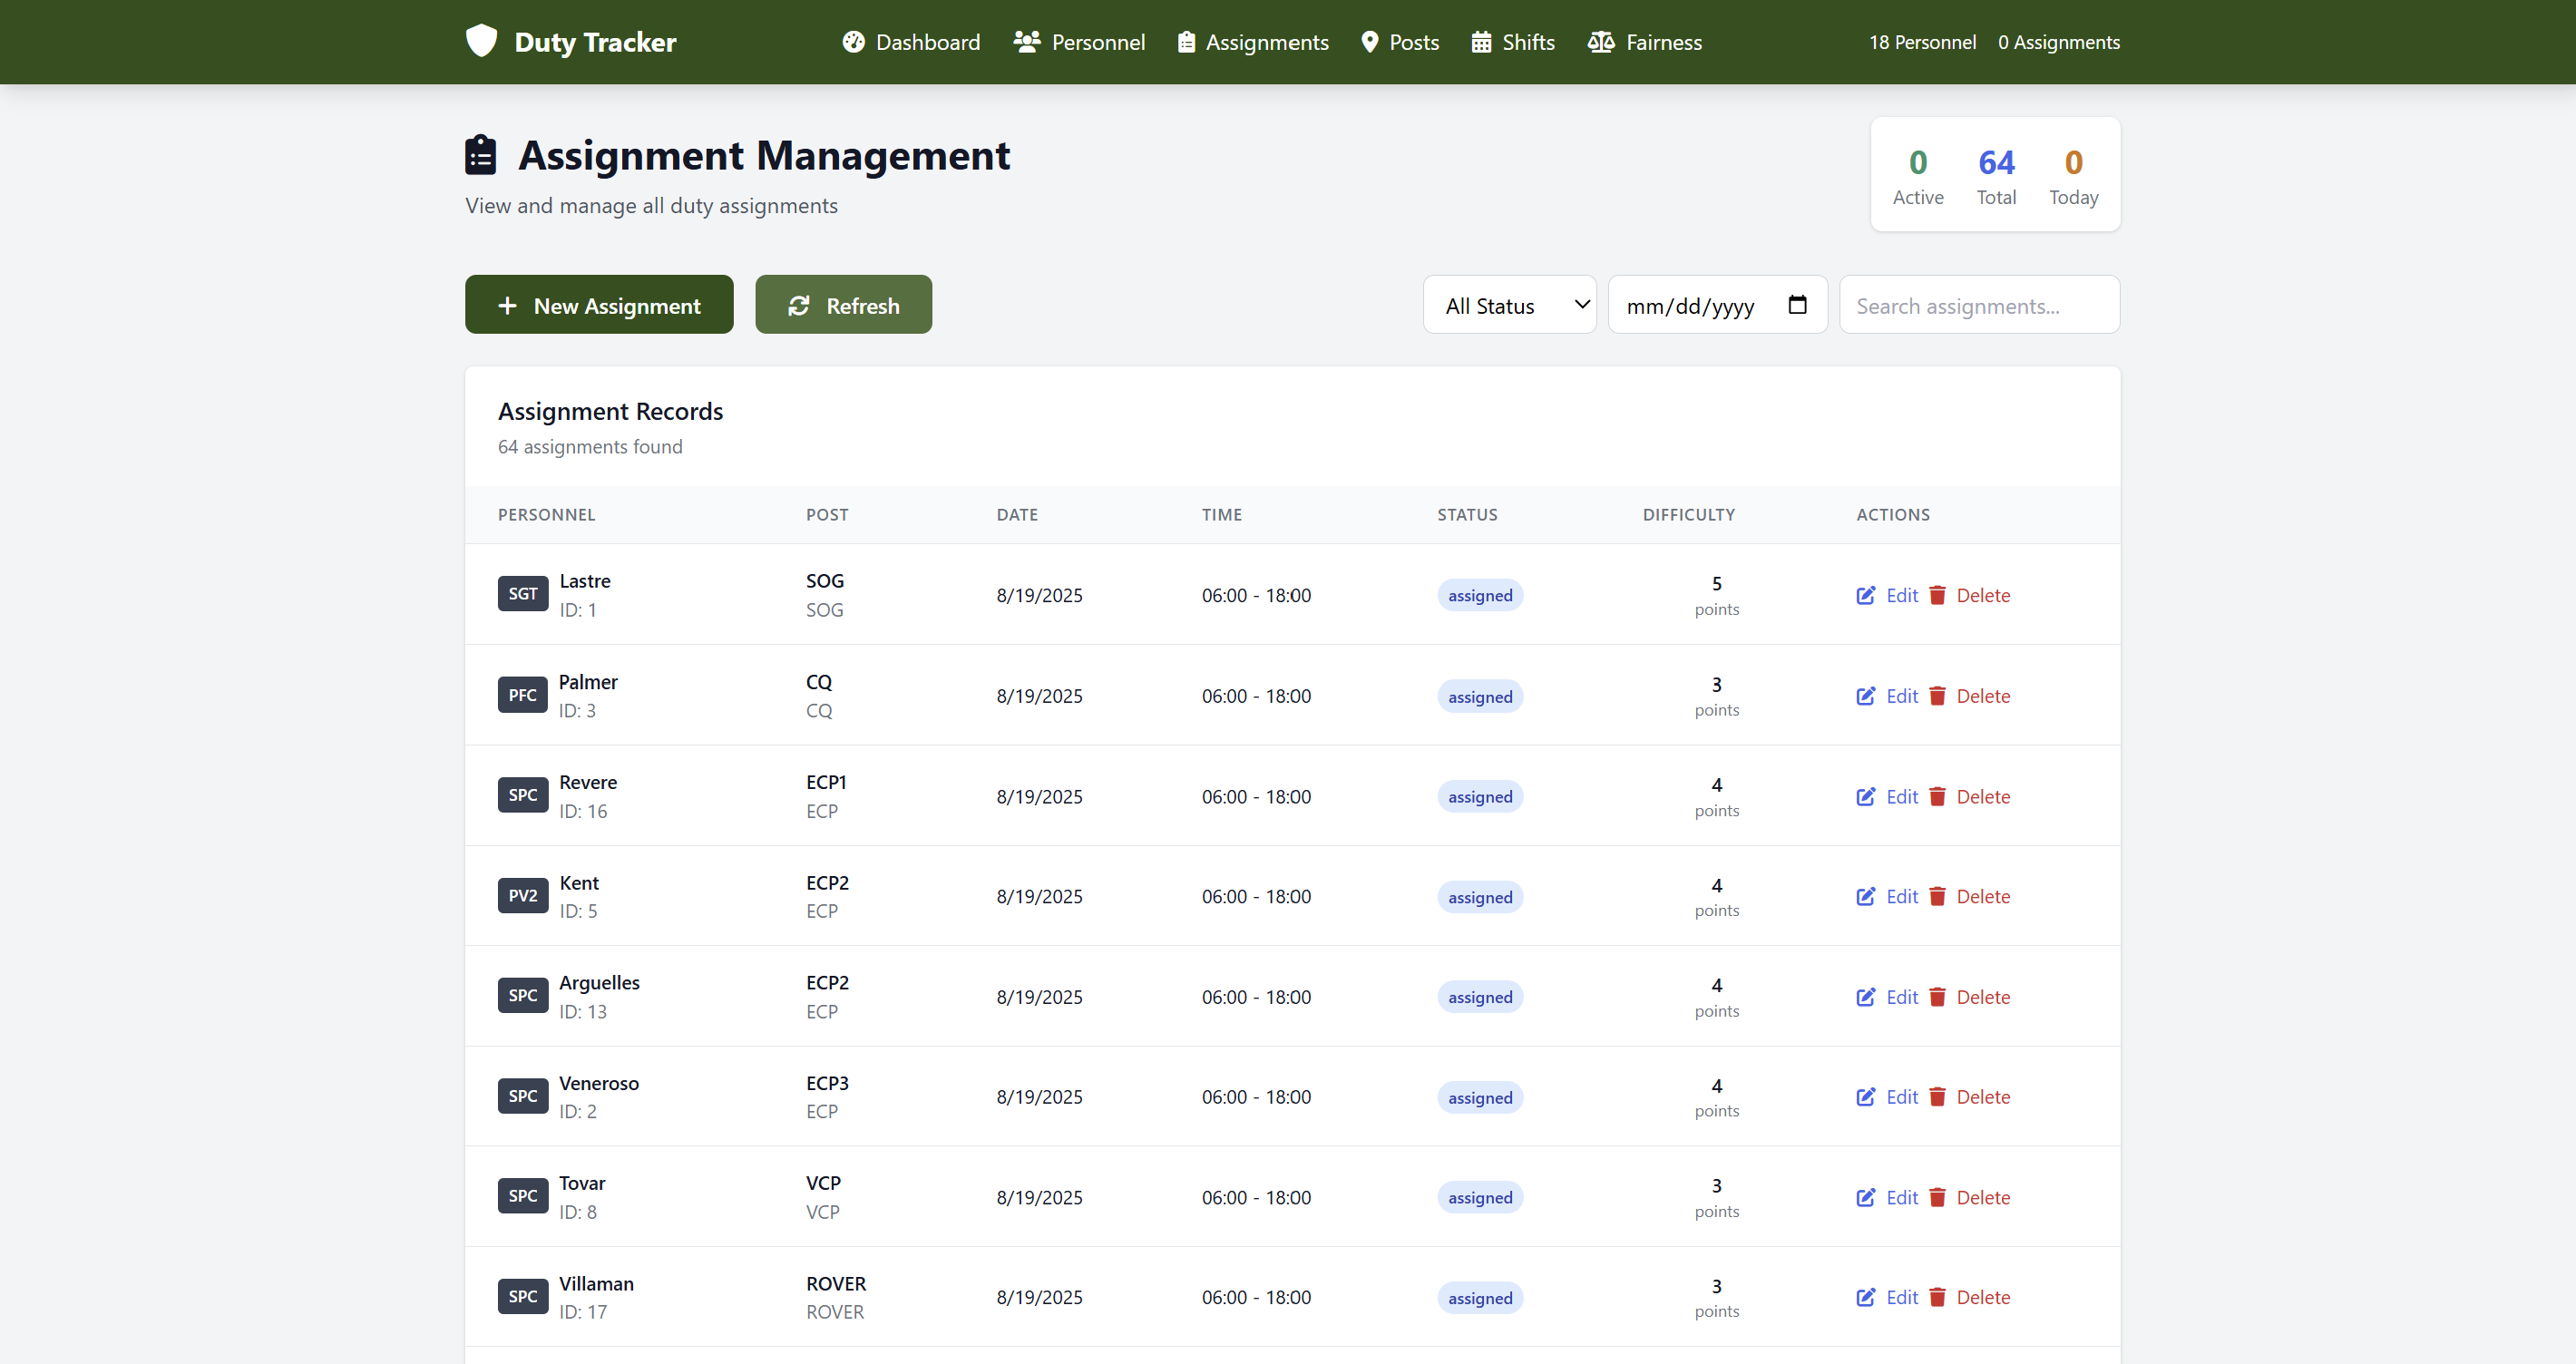 Duty Tracker Dashboard Personnel Assignments Posts Shifts Fairness 18 Personnel 0 Assignments
Assignment Management
View and manage all duty assignments
0 64 0
Active Total Today
New Assignment Refresh All Status mm/dd/yyyy Search assignments...
Assignment Records
64 assignments found
PERSONNEL POST DATE TIME STATUS DIFFICULTY ACTIONS
SGT Lastre SOG 8/19/2025 06:00 - 18:00 assigned 5 Edit Delete
ID: 1 SOG points
PFC Palmer CQ 8/19/2025 06:00 - 18:00 assigned 3 Edit Delete
ID: 3 CQ points
SPC Revere ECP1 8/19/2025 06:00 - 18:00 assigned 4 Edit Delete
ID: 16 ECP points
PV2 Kent ECP2 8/19/2025 06:00 - 18:00 assigned 4 Edit Delete
ID: 5 ECP points
SPC Arguelles ECP2 8/19/2025 06:00 - 18:00 assigned 4 Edit Delete
ID: 13 ECP points
SPC Veneroso ECP3 8/19/2025 06:00 - 18:00 assigned 4 Edit Delete
ID: 2 ECP points
SPC Tovar VCP 8/19/2025 06:00 - 18:00 assigned 3 Edit Delete
ID: 8 VCP points
SPC Villaman ROVER 8/19/2025 06:00 - 18:00 assigned 3 Edit Delete
ID: 17 ROVER points